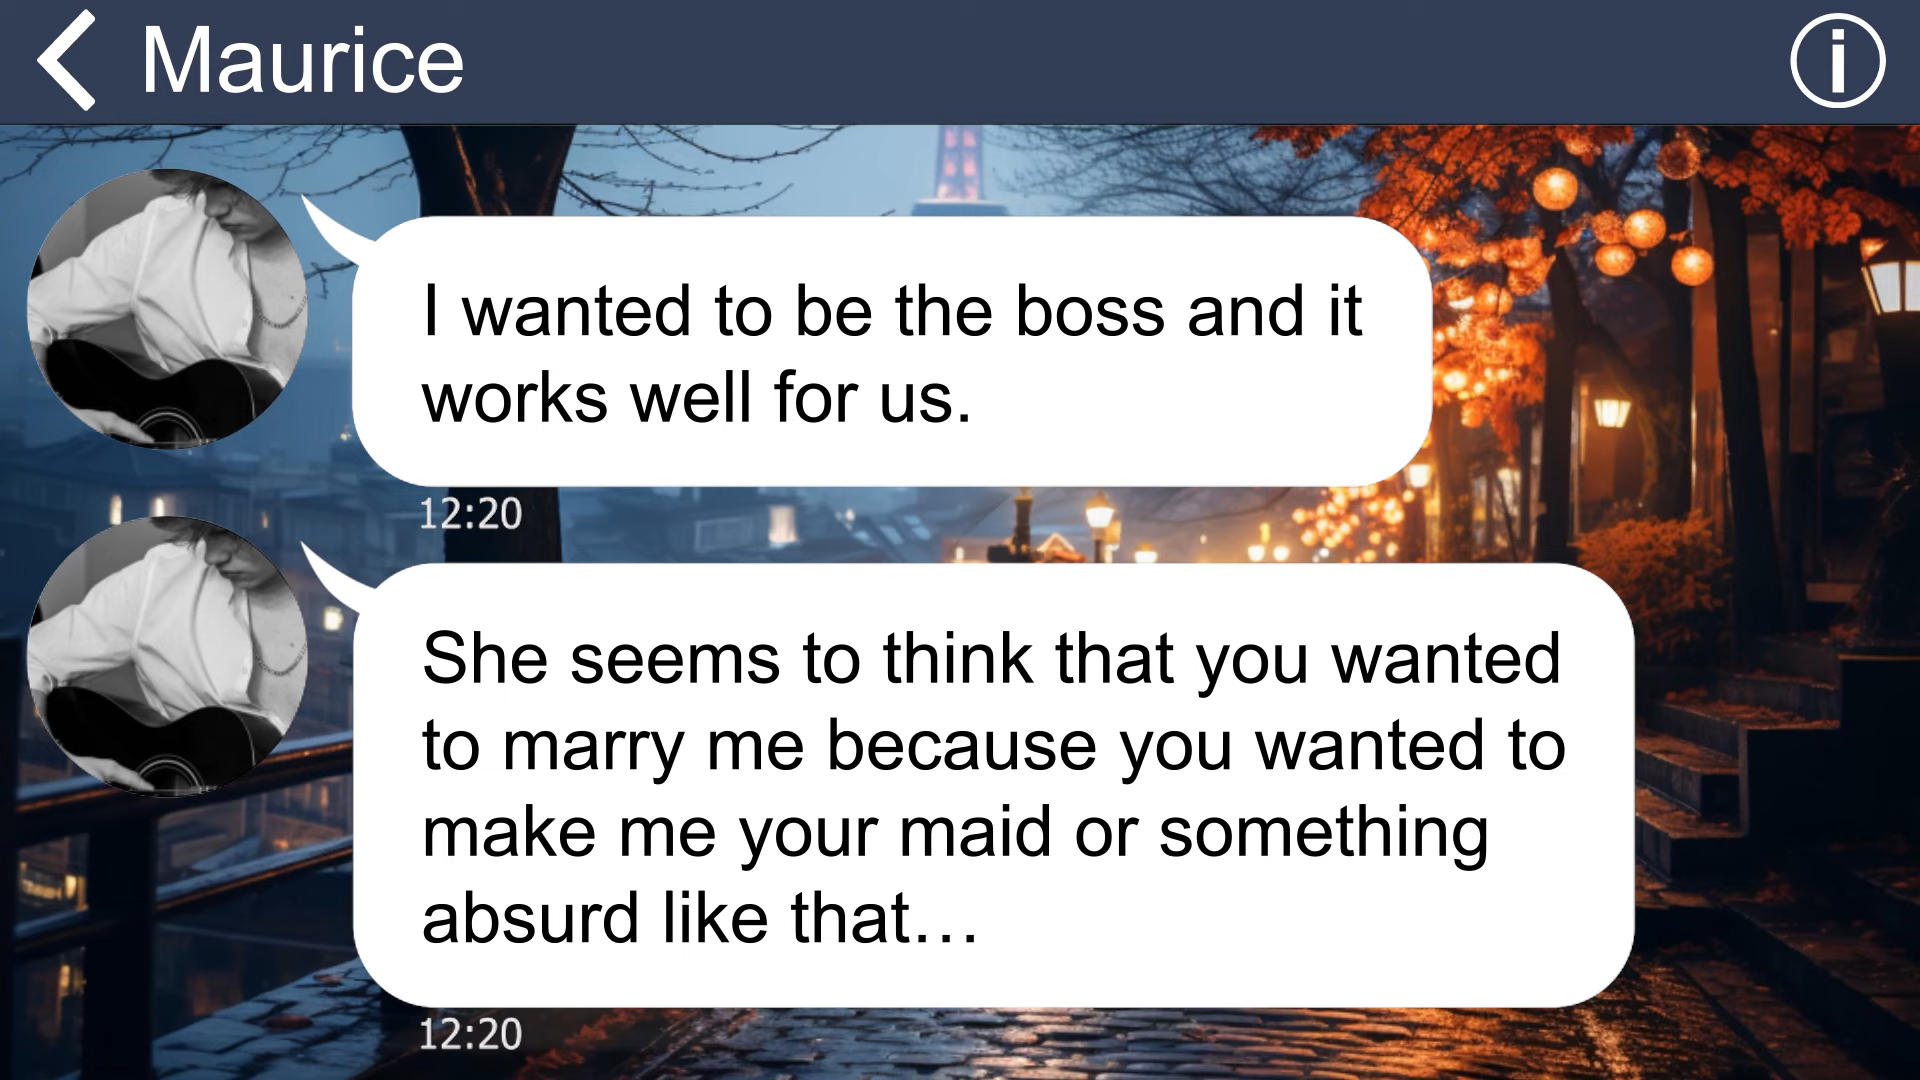 Maurice
I wanted to be the boss and it
works well for us.
12:20
She seems to think that you wanted
to marry me because you wanted to
make me your maid or something
absurd like that…
12:20